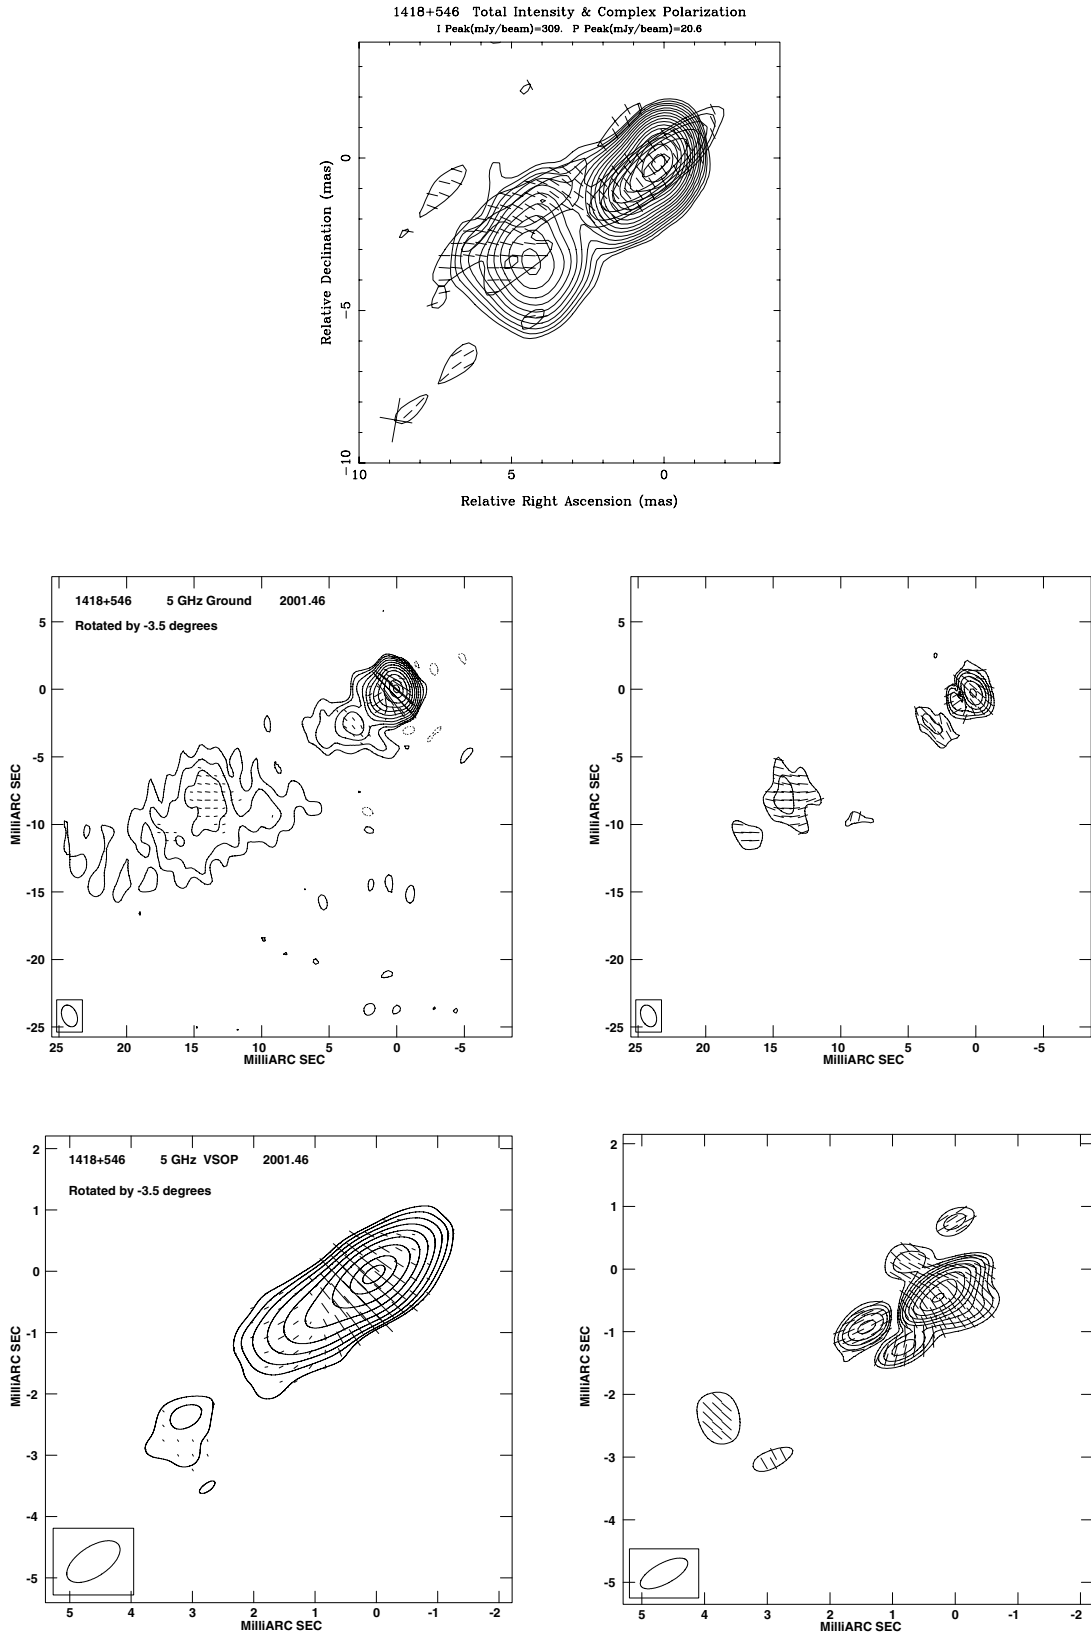 1418+546 Total Intensity & Complex Polarization
I Peak(mJy/beam)=309. P Peak(mJy/beam)=20.6
Relative Declination (mas)
0
−5
−10
10 5 0
Relative Right Ascension (mas)
1418+546 5 GHz Ground 2001.46
Rotated by -3.5 degrees
MilliARC SEC
5
0
-5
-10
-15
-20
-25
25 20 15 10 5 0 -5
MilliARC SEC
MilliARC SEC
5
0
-5
-10
-15
-20
-25
25 20 15 10 5 0 -5
MilliARC SEC
1418+546 5 GHz VSOP 2001.46
Rotated by -3.5 degrees
MilliARC SEC
2
1
0
-1
-2
-3
-4
-5
5 4 3 2 1 0 -1 -2
MilliARC SEC
MilliARC SEC
2
1
0
-1
-2
-3
-4
-5
5 4 3 2 1 0 -1 -2
MilliARC SEC